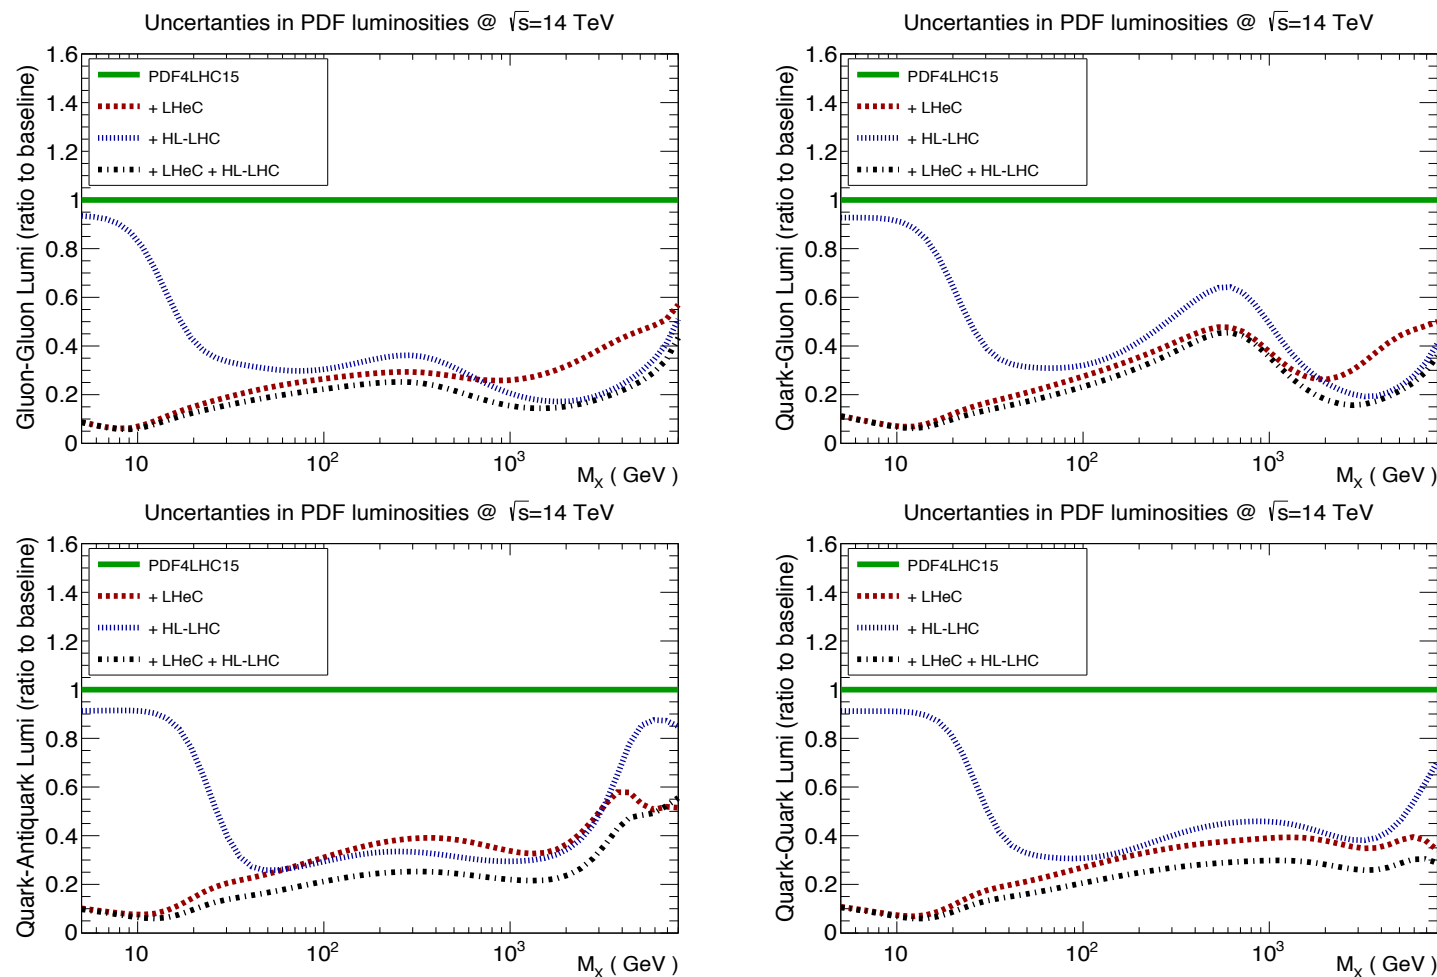 Uncertanties in PDF luminosities @ √s=14 TeV
Gluon-Gluon Lumi (ratio to baseline)
1.6
1.4
1.2
1
0.8
0.6
0.4
0.2
0
PDF4LHC15
+ LHeC
+ HL-LHC
+ LHeC + HL-LHC
10
10²
10³
M_X ( GeV )
Uncertanties in PDF luminosities @ √s=14 TeV
Quark-Gluon Lumi (ratio to baseline)
1.6
1.4
1.2
1
0.8
0.6
0.4
0.2
0
PDF4LHC15
+ LHeC
+ HL-LHC
+ LHeC + HL-LHC
10
10²
10³
M_X ( GeV )
Uncertanties in PDF luminosities @ √s=14 TeV
Quark-Antiquark Lumi (ratio to baseline)
1.6
1.4
1.2
1
0.8
0.6
0.4
0.2
0
PDF4LHC15
+ LHeC
+ HL-LHC
+ LHeC + HL-LHC
10
10²
10³
M_X ( GeV )
Uncertanties in PDF luminosities @ √s=14 TeV
Quark-Quark Lumi (ratio to baseline)
1.6
1.4
1.2
1
0.8
0.6
0.4
0.2
0
PDF4LHC15
+ LHeC
+ HL-LHC
+ LHeC + HL-LHC
10
10²
10³
M_X ( GeV )